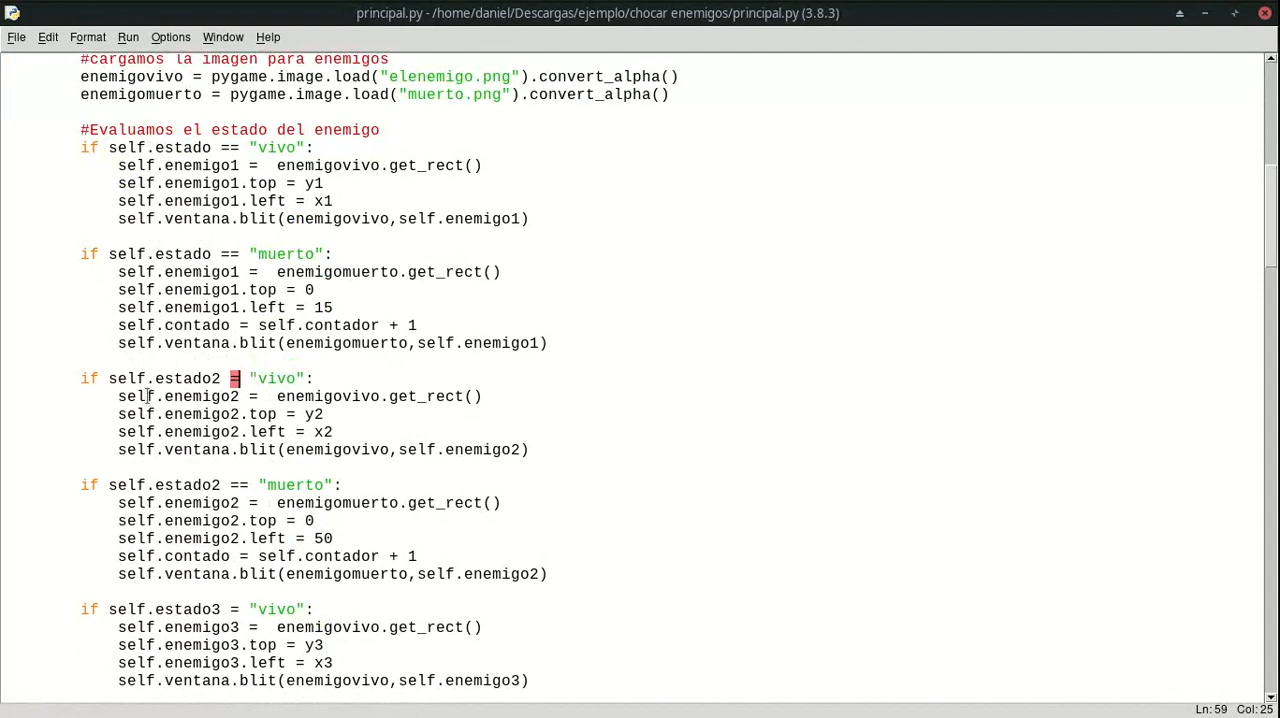 principal.py - /home/daniel/Descargas/ejemplo/chocar enemigos/principal.py (3.8.3)
File Edit Format Run Options Window Help
#cargamos la imagen para enemigos
enemigovivo = pygame.image.load("elenemigo.png").convert_alpha()
enemigomuerto = pygame.image.load("muerto.png").convert_alpha()
#Evaluamos el estado del enemigo
if self.estado == "vivo":
self.enemigo1 =  enemigovivo.get_rect()
self.enemigo1.top = y1
self.enemigo1.left = x1
self.ventana.blit(enemigovivo,self.enemigo1)
if self.estado == "muerto":
self.enemigo1 =  enemigomuerto.get_rect()
self.enemigo1.top = 0
self.enemigo1.left = 15
self.contado = self.contador + 1
self.ventana.blit(enemigomuerto,self.enemigo1)
if self.estado2 = "vivo":
self.enemigo2 =  enemigovivo.get_rect()
self.enemigo2.top = y2
self.enemigo2.left = x2
self.ventana.blit(enemigovivo,self.enemigo2)
if self.estado2 == "muerto":
self.enemigo2 =  enemigomuerto.get_rect()
self.enemigo2.top = 0
self.enemigo2.left = 50
self.contado = self.contador + 1
self.ventana.blit(enemigomuerto,self.enemigo2)
if self.estado3 = "vivo":
self.enemigo3 =  enemigovivo.get_rect()
self.enemigo3.top = y3
self.enemigo3.left = x3
self.ventana.blit(enemigovivo,self.enemigo3)
Ln: 59 Col: 25